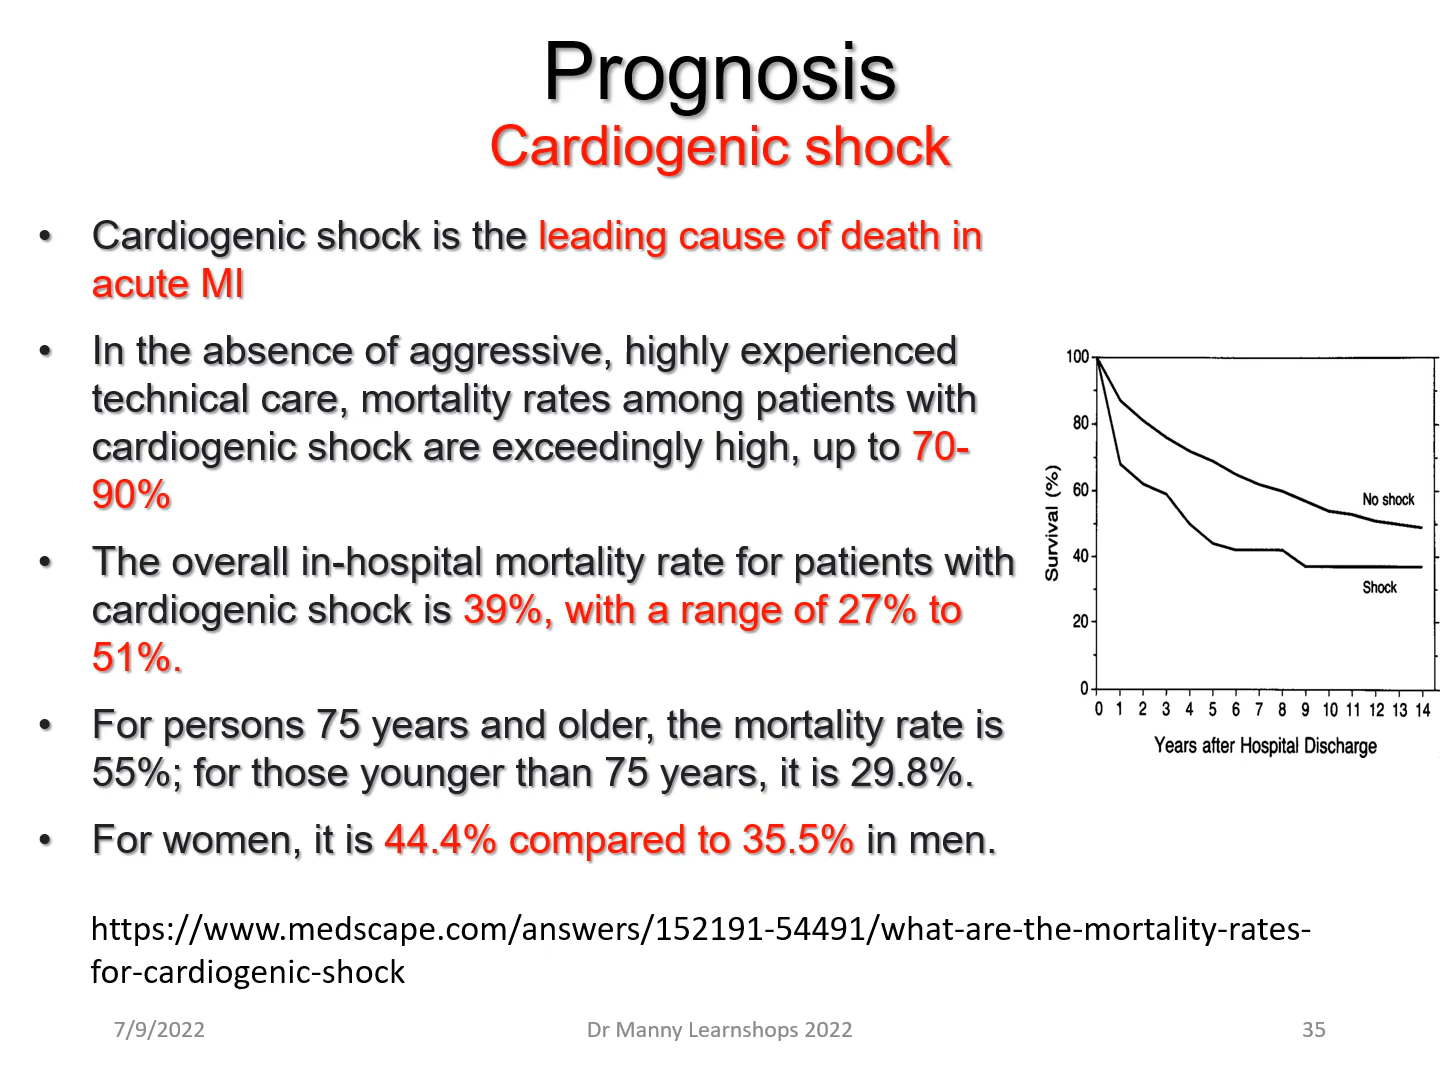 Prognosis
Cardiogenic shock
• Cardiogenic shock is the leading cause of death in
acute MI
• In the absence of aggressive, highly experienced
technical care, mortality rates among patients with
cardiogenic shock are exceedingly high, up to 70-
90%
• The overall in-hospital mortality rate for patients with
cardiogenic shock is 39%, with a range of 27% to
51%.
• For persons 75 years and older, the mortality rate is
55%; for those younger than 75 years, it is 29.8%.
• For women, it is 44.4% compared to 35.5% in men.
100
80
60
40
20
0
Survival (%)
No shock
Shock
0 1 2 3 4 5 6 7 8 9 10 11 12 13 14
Years after Hospital Discharge
https://www.medscape.com/answers/152191-54491/what-are-the-mortality-rates-
for-cardiogenic-shock
7/9/2022
Dr Manny Learnshops 2022
35